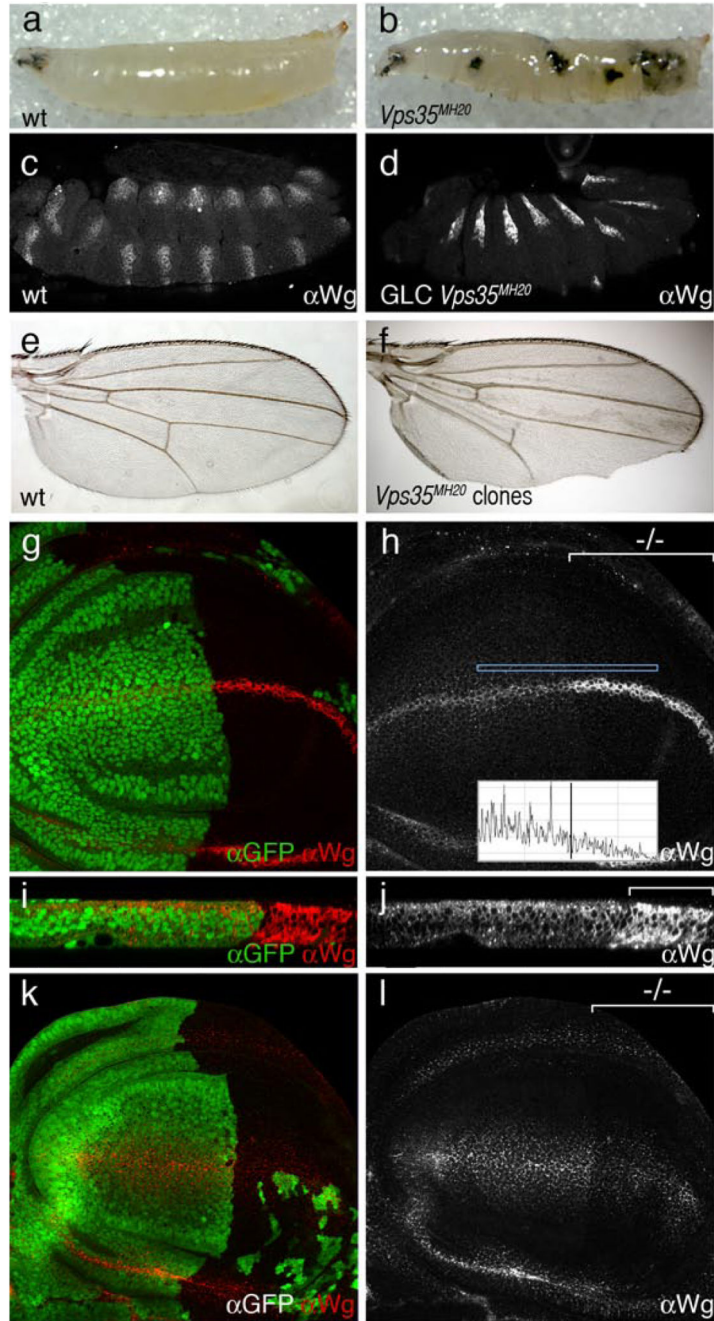 a
wt
b
Vps35MH20
c
wt
αWg
d
GLC Vps35MH20
αWg
e
wt
f
Vps35MH20 clones
g
αGFP αWg
h
-/-
αWg
i
αGFP αWg
j
αWg
k
αGFP αWg
l
-/-
αWg